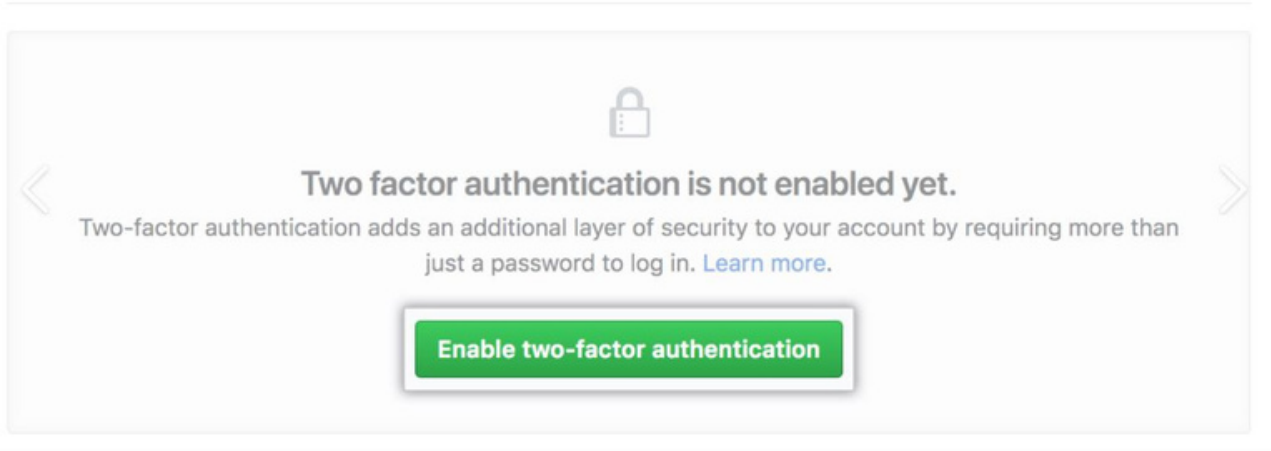 Two factor authentication is not enabled yet.
Two-factor authentication adds an additional layer of security to your account by requiring more than
just a password to log in. Learn more.
Enable two-factor authentication